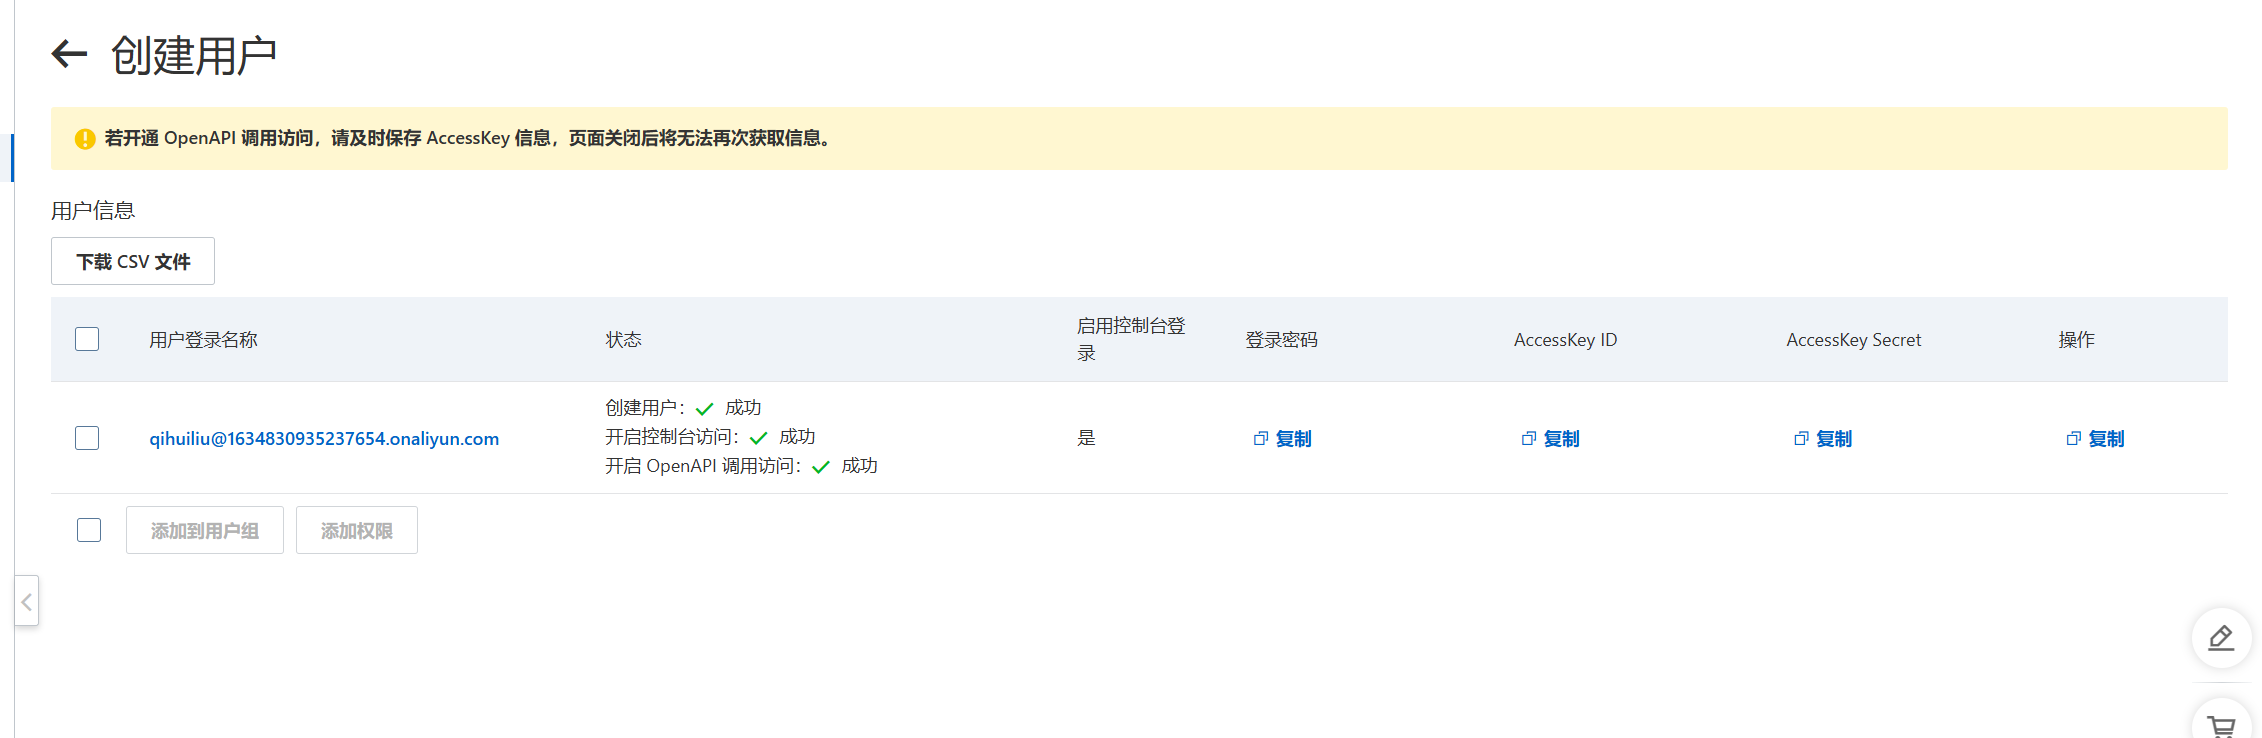 创建用户
若开通 OpenAPI 调用访问，请及时保存 AccessKey 信息，页面关闭后将无法再次获取信息。
用户信息
下载 CSV 文件
用户登录名称 状态 启用控制台登录 登录密码 AccessKey ID AccessKey Secret 操作
创建用户： 成功
qihuiliu@1634830935237654.onaliyun.com 开启控制台访问： 成功 是 复制 复制 复制 复制
开启 OpenAPI 调用访问： 成功
添加到用户组 添加权限